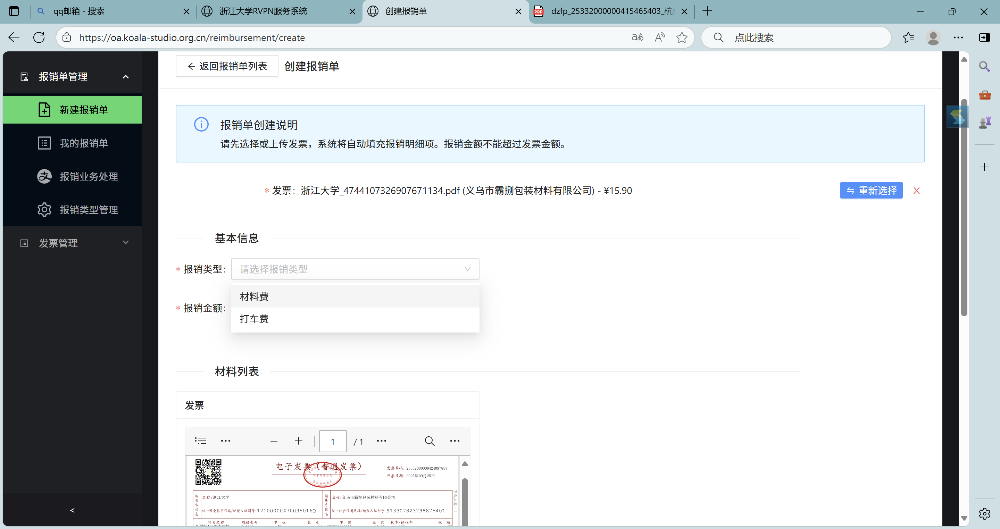 qq邮箱 - 搜索
浙江大学RVPN服务系统
创建报销单
PDF
dzfp_25332000000415465403_杭
https://oa.koala-studio.org.cn/reimbursement/create
点此搜索
报销单管理
新建报销单
我的报销单
报销业务处理
报销类型管理
发票管理
<
返回报销单列表
创建报销单
报销单创建说明
请先选择或上传发票，系统将自动填充报销明细项。报销金额不能超过发票金额。
* 发票： 浙江大学_4744107326907671134.pdf (义乌市霸捌包装材料有限公司) - ¥15.90
重新选择
基本信息
* 报销类型：
请选择报销类型
材料费
* 报销金额：
打车费
材料列表
发票
1 / 1
电子发票（普通发票）
发票号码：25332000000424097857
开票日期：2025年09月25日
购买方信息
名称：浙江大学
统一社会信用代码/纳税人识别号：12100000470095016Q
销售方信息
名称：义乌市霸捌包装材料有限公司
统一社会信用代码/纳税人识别号：91330782329887540L
下载次数：1
项目名称 规格型号 单 位 数 量 单 价 金 额 税率/征收率 税 额